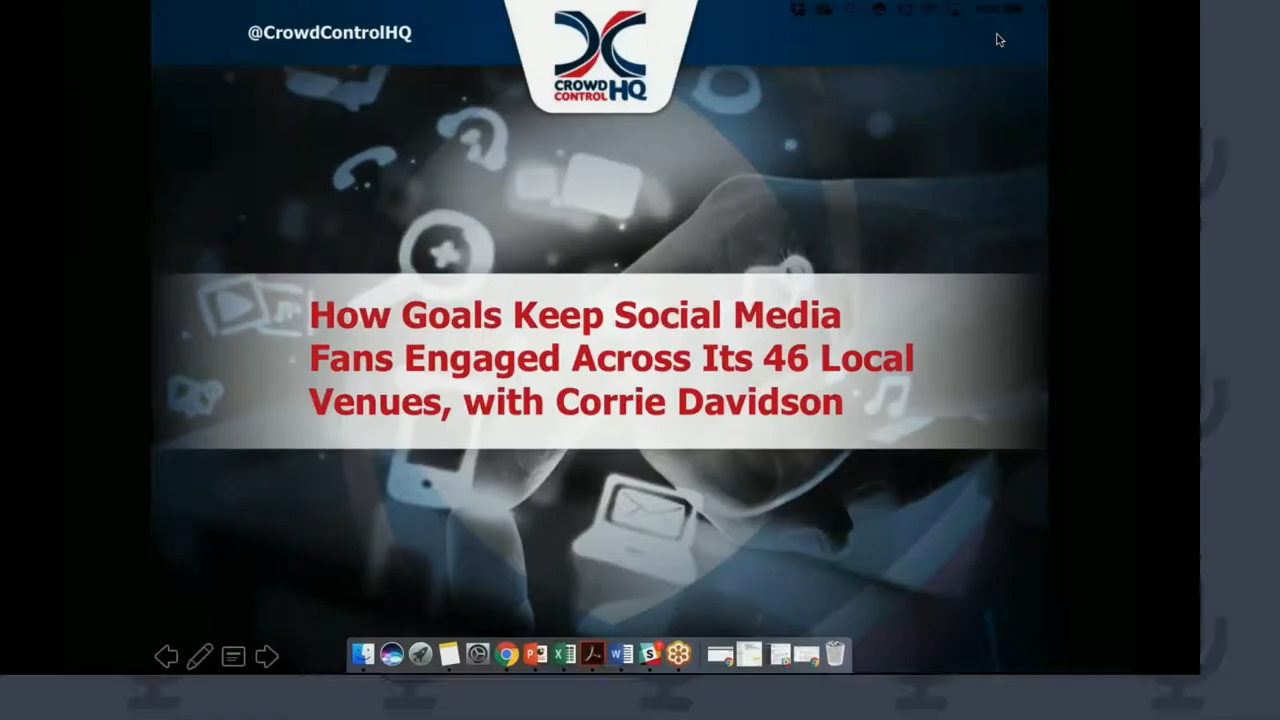 @CrowdControlHQ
CROWD
CONTROL HQ
How Goals Keep Social Media
Fans Engaged Across Its 46 Local
Venues, with Corrie Davidson